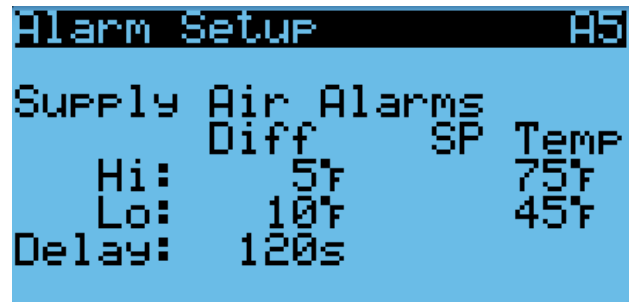 Alarm Setup A5
Supply Air Alarms
Diff SP Temp
Hi: 5°F 75°F
Lo: 10°F 45°F
Delay: 120s